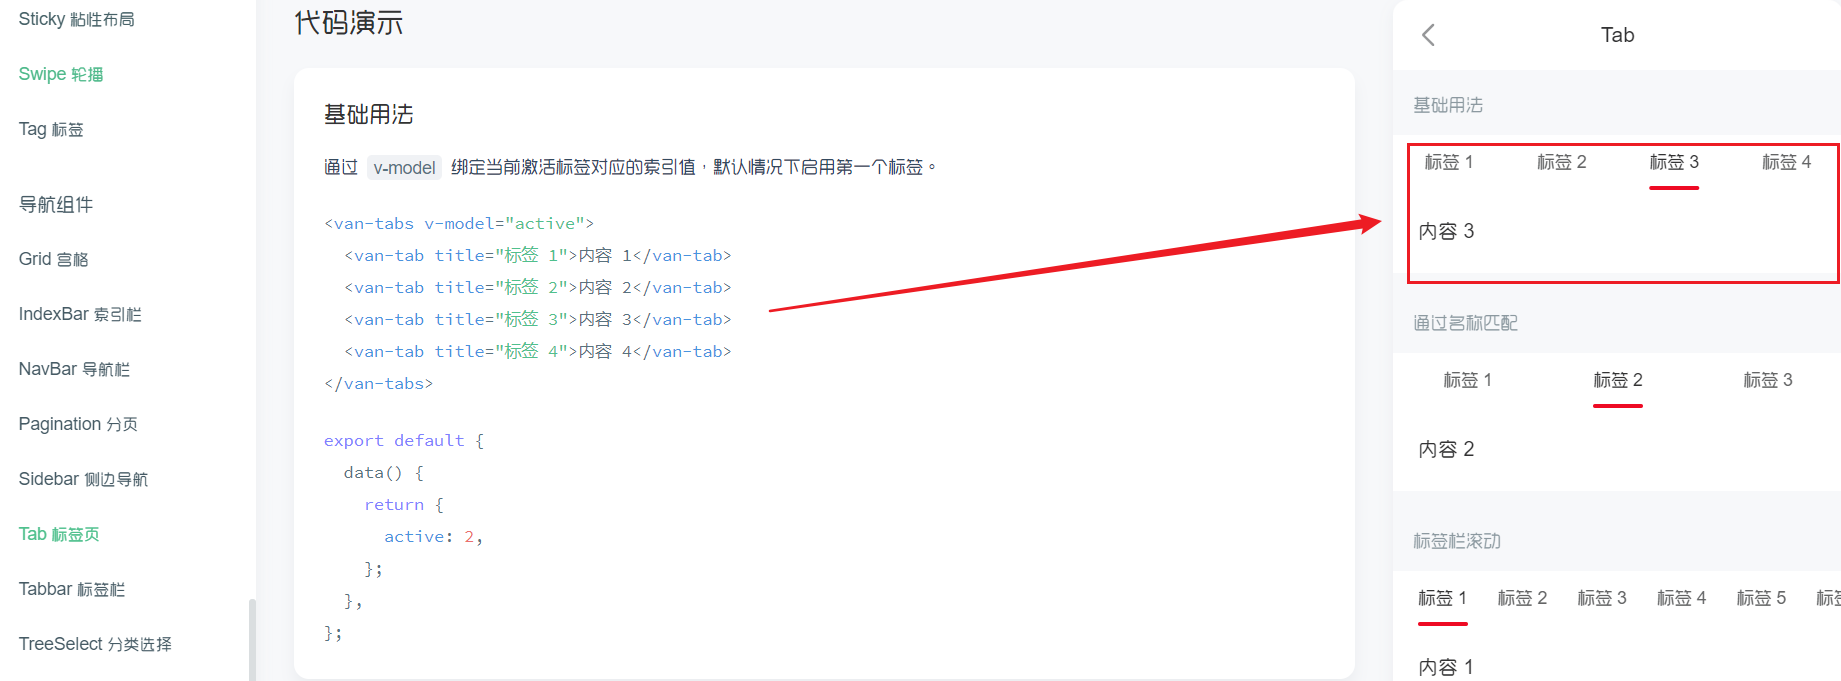 Sticky 粘性布局
Swipe 轮播
Tag 标签
导航组件
Grid 宫格
IndexBar 索引栏
NavBar 导航栏
Pagination 分页
Sidebar 侧边导航
Tab 标签页
Tabbar 标签栏
TreeSelect 分类选择
代码演示
基础用法
通过 v-model 绑定当前激活标签对应的索引值，默认情况下启用第一个标签。
<van-tabs v-model="active">
  <van-tab title="标签 1">内容 1</van-tab>
  <van-tab title="标签 2">内容 2</van-tab>
  <van-tab title="标签 3">内容 3</van-tab>
  <van-tab title="标签 4">内容 4</van-tab>
</van-tabs>
export default {
  data() {
    return {
      active: 2,
    };
  },
};
Tab
基础用法
标签 1 标签 2 标签 3 标签 4
内容 3
通过名称匹配
标签 1 标签 2 标签 3
内容 2
标签栏滚动
标签 1 标签 2 标签 3 标签 4 标签 5 标
内容 1